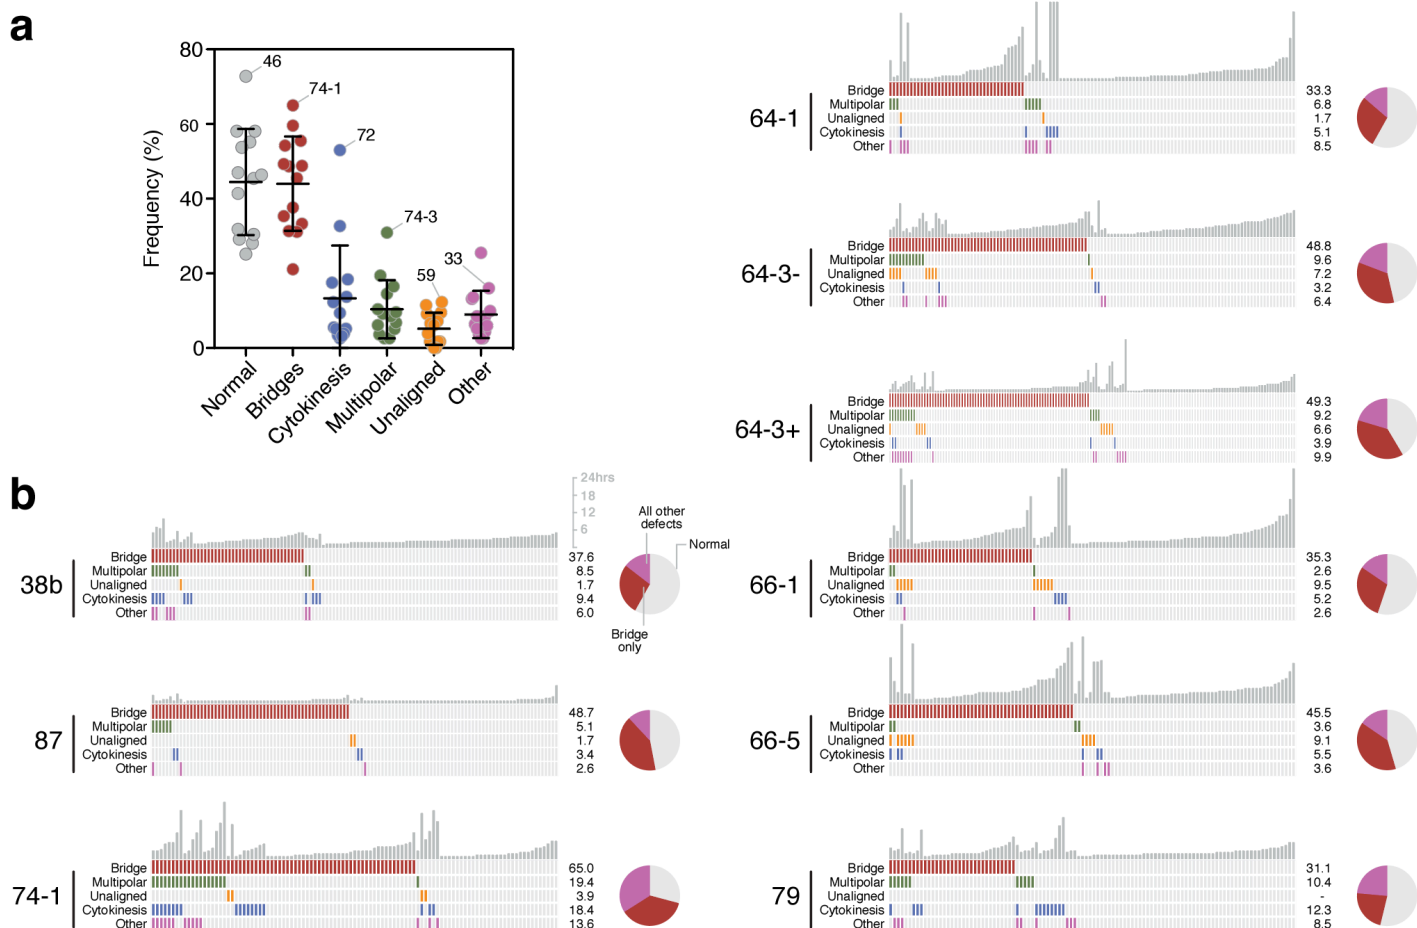 a
80
60
40
20
0
Frequency (%)
46
74-1
72
74-3
59
33
Normal
Bridges
Cytokinesis
Multipolar
Unaligned
Other
b
24hrs
18
12
6
All other
defects
Normal
Bridge
only
38b
Bridge 37.6
Multipolar 8.5
Unaligned 1.7
Cytokinesis 9.4
Other 6.0
87
Bridge 48.7
Multipolar 5.1
Unaligned 1.7
Cytokinesis 3.4
Other 2.6
74-1
Bridge 65.0
Multipolar 19.4
Unaligned 3.9
Cytokinesis 18.4
Other 13.6
64-1
Bridge 33.3
Multipolar 6.8
Unaligned 1.7
Cytokinesis 5.1
Other 8.5
64-3-
Bridge 48.8
Multipolar 9.6
Unaligned 7.2
Cytokinesis 3.2
Other 6.4
64-3+
Bridge 49.3
Multipolar 9.2
Unaligned 6.6
Cytokinesis 3.9
Other 9.9
66-1
Bridge 35.3
Multipolar 2.6
Unaligned 9.5
Cytokinesis 5.2
Other 2.6
66-5
Bridge 45.5
Multipolar 3.6
Unaligned 9.1
Cytokinesis 5.5
Other 3.6
79
Bridge 31.1
Multipolar 10.4
Unaligned -
Cytokinesis 12.3
Other 8.5